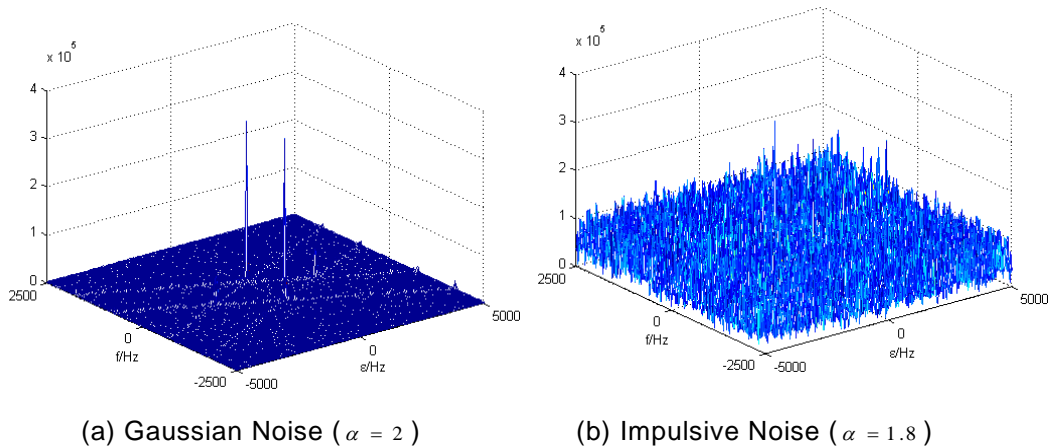 x 10^5
4
3
2
1
0
2500
0
-2500
f/Hz
-5000
0
5000
ε/Hz
(a) Gaussian Noise ( α = 2 )
x 10^5
4
3
2
1
0
2500
0
-2500
f/Hz
-5000
0
5000
ε/Hz
(b) Impulsive Noise ( α = 1.8 )